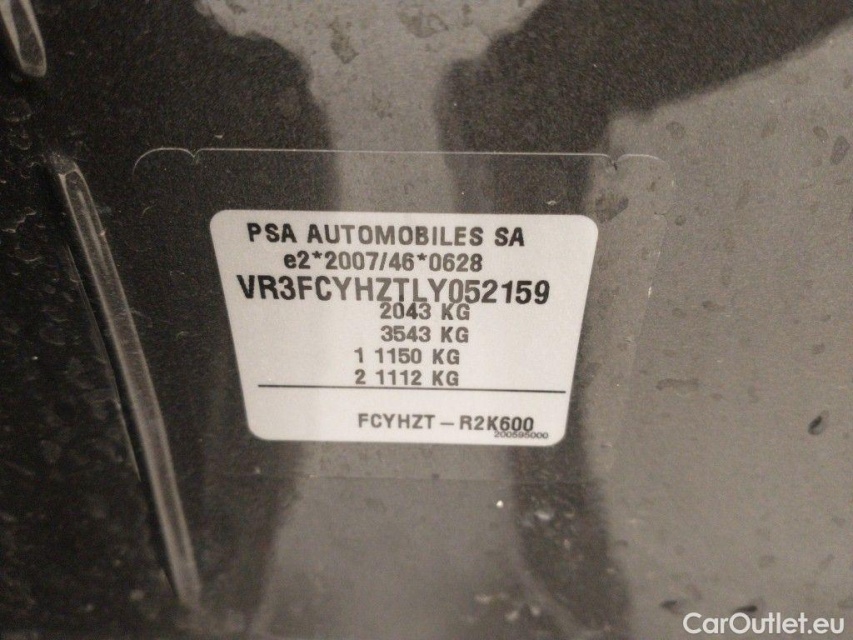 PSA AUTOMOBILES SA
e2*2007/46*0628
VR3FCYHZTLY052159
2043 KG
3543 KG
1 1150 KG
2 1112 KG
FCYHZT – R2K600
200595000
CarOutlet.eu